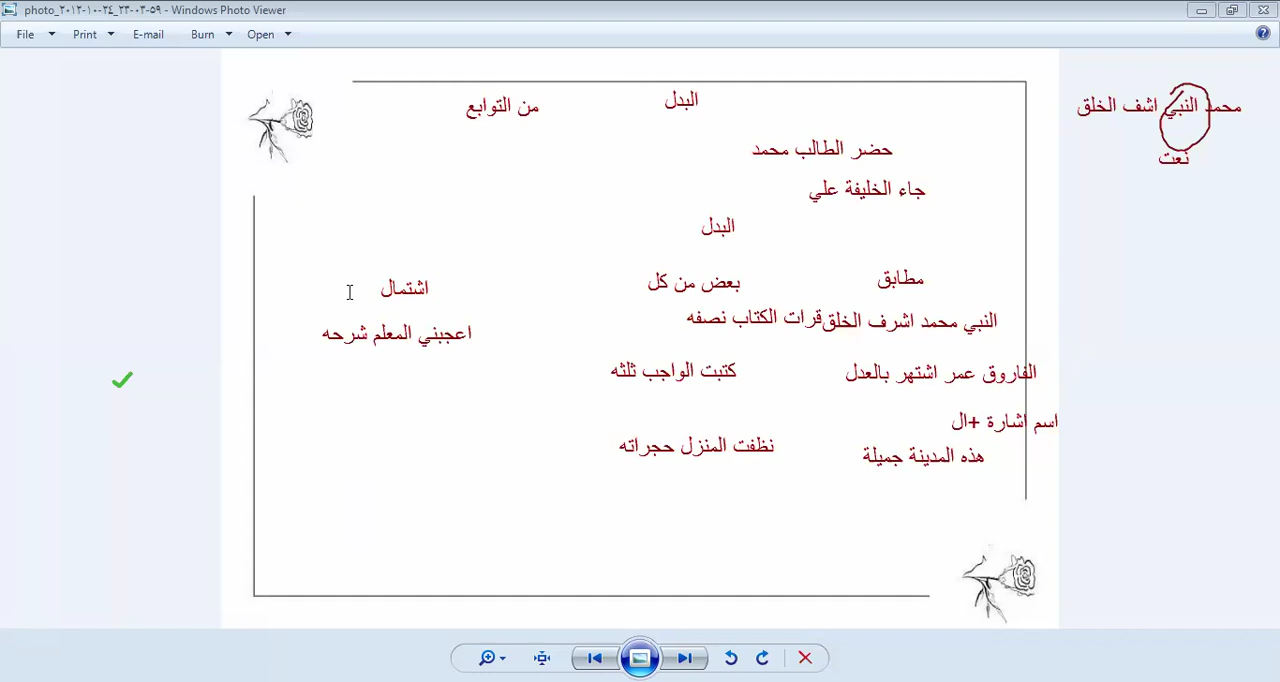 photo_٢٠١٢-١٠-٢٤_٢٣-٠٣-٥٩ - Windows Photo Viewer
File Print E-mail Burn Open
البدل من التوابع
محمد النبي اشف الخلق
نعت
حضر الطالب محمد
جاء الخليفة علي
البدل
مطابق بعض من كل اشتمال
النبي محمد اشرف الخلق قرات الكتاب نصفه اعجبني المعلم شرحه
الفاروق عمر اشتهر بالعدل كتبت الواجب ثلثه
اسم اشارة +ال
هذه المدينة جميلة نظفت المنزل حجراته